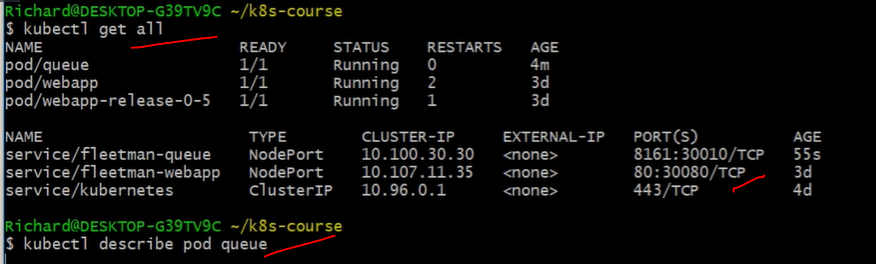 Richard@DESKTOP-G39TV9C ~/k8s-course
$ kubectl get all
NAME READY STATUS RESTARTS AGE
pod/queue 1/1 Running 0 4m
pod/webapp 1/1 Running 2 3d
pod/webapp-release-0-5 1/1 Running 1 3d
NAME TYPE CLUSTER-IP EXTERNAL-IP PORT(S) AGE
service/fleetman-queue NodePort 10.100.30.30 <none> 8161:30010/TCP 55s
service/fleetman-webapp NodePort 10.107.11.35 <none> 80:30080/TCP 3d
service/kubernetes ClusterIP 10.96.0.1 <none> 443/TCP 4d
Richard@DESKTOP-G39TV9C ~/k8s-course
$ kubectl describe pod queue